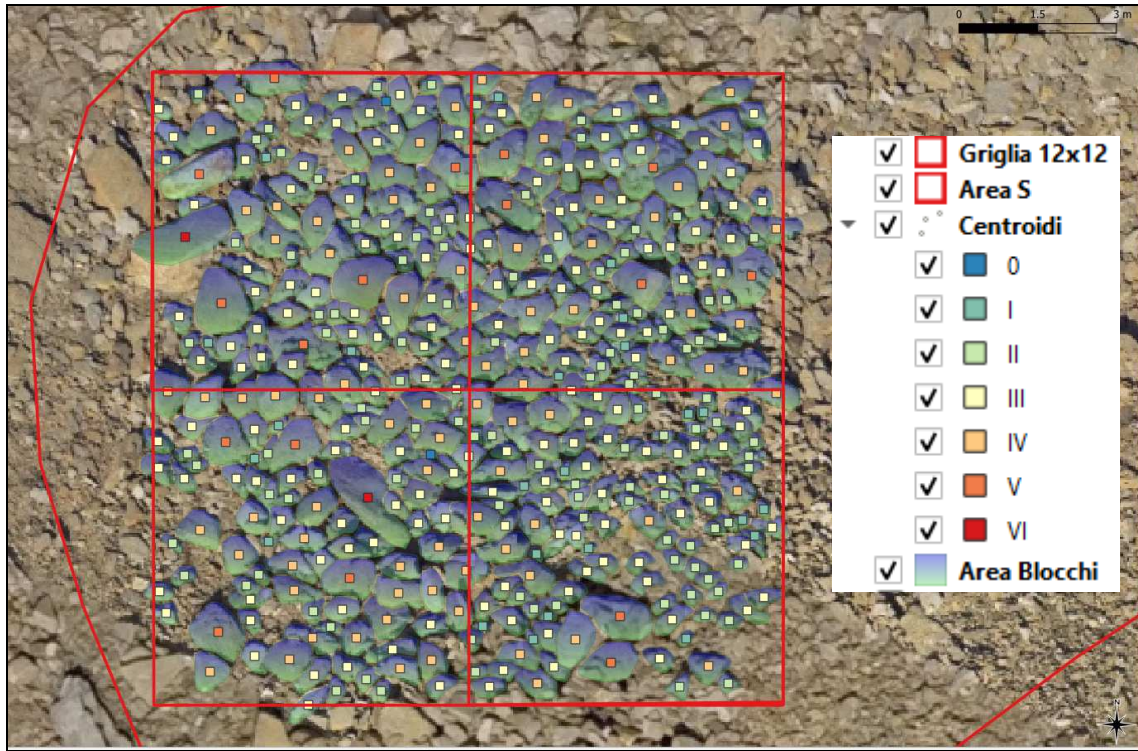 0 1.5 3 m
Griglia 12x12
Area S
Centroidi
0
I
II
III
IV
V
VI
Area Blocchi
N